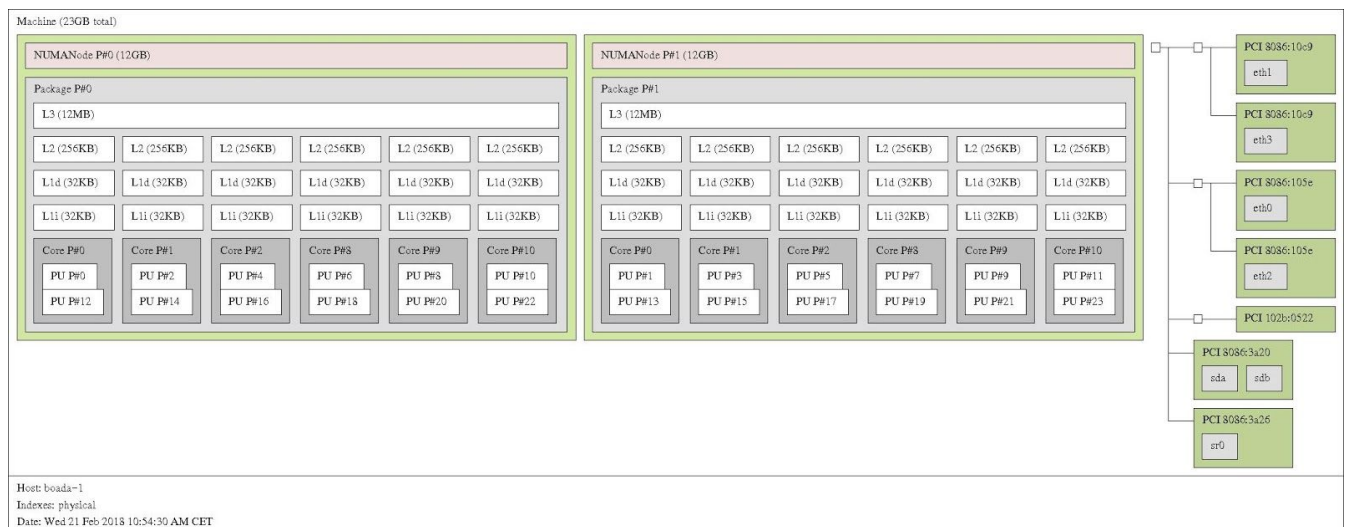 Machine (23GB total)
NUMANode P#0 (12GB)
Package P#0
L3 (12MB)
L2 (256KB) L2 (256KB) L2 (256KB) L2 (256KB) L2 (256KB) L2 (256KB)
L1d (32KB) L1d (32KB) L1d (32KB) L1d (32KB) L1d (32KB) L1d (32KB)
L1i (32KB) L1i (32KB) L1i (32KB) L1i (32KB) L1i (32KB) L1i (32KB)
Core P#0 Core P#1 Core P#2 Core P#8 Core P#9 Core P#10
PU P#0 PU P#2 PU P#4 PU P#6 PU P#8 PU P#10
PU P#12 PU P#14 PU P#16 PU P#18 PU P#20 PU P#22
NUMANode P#1 (12GB)
Package P#1
L3 (12MB)
L2 (256KB) L2 (256KB) L2 (256KB) L2 (256KB) L2 (256KB) L2 (256KB)
L1d (32KB) L1d (32KB) L1d (32KB) L1d (32KB) L1d (32KB) L1d (32KB)
L1i (32KB) L1i (32KB) L1i (32KB) L1i (32KB) L1i (32KB) L1i (32KB)
Core P#0 Core P#1 Core P#2 Core P#8 Core P#9 Core P#10
PU P#1 PU P#3 PU P#5 PU P#7 PU P#9 PU P#11
PU P#13 PU P#15 PU P#17 PU P#19 PU P#21 PU P#23
PCI 8086:10c9
eth1
PCI 8086:10c9
eth3
PCI 8086:105e
eth0
PCI 8086:105e
eth2
PCI 102b:0522
PCI 8086:3a20
sda sdb
PCI 8086:3a26
sr0
Host: boada-1
Indexes: physical
Date: Wed 21 Feb 2018 10:54:30 AM CET